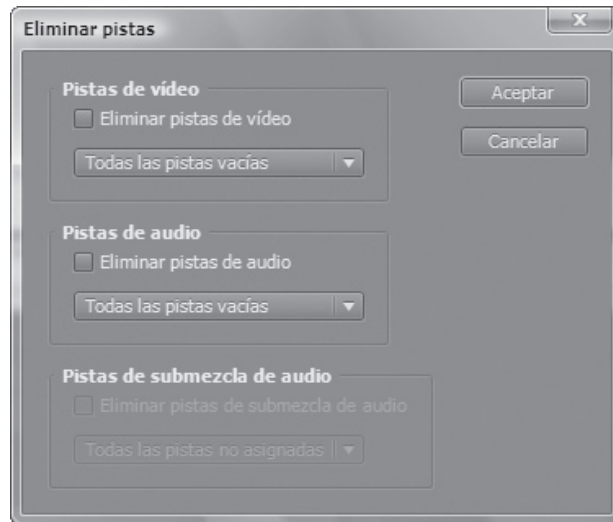 Eliminar pistas
Pistas de vídeo
Eliminar pistas de vídeo
Todas las pistas vacías
Aceptar
Cancelar
Pistas de audio
Eliminar pistas de audio
Todas las pistas vacías
Pistas de submezcla de audio
Eliminar pistas de submezcla de audio
Todas las pistas no asignadas